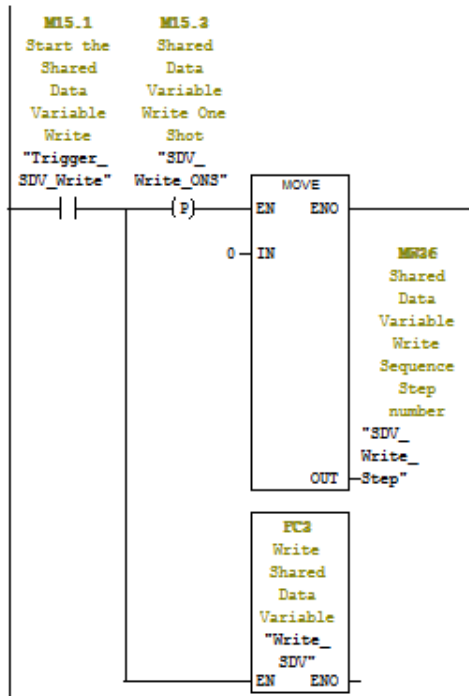 M15.1
Start the
Shared
Data
Variable
Write
"Trigger_
SDV_Write"
M15.3
Shared
Data
Variable
Write One
Shot
"SDV_
Write_ONS"
(P)
MOVE
EN ENO
0 IN
MW36
Shared
Data
Variable
Write
Sequence
Step
number
"SDV_
Write_
OUT Step"
FC3
Write
Shared
Data
Variable
"Write_
SDV"
EN ENO